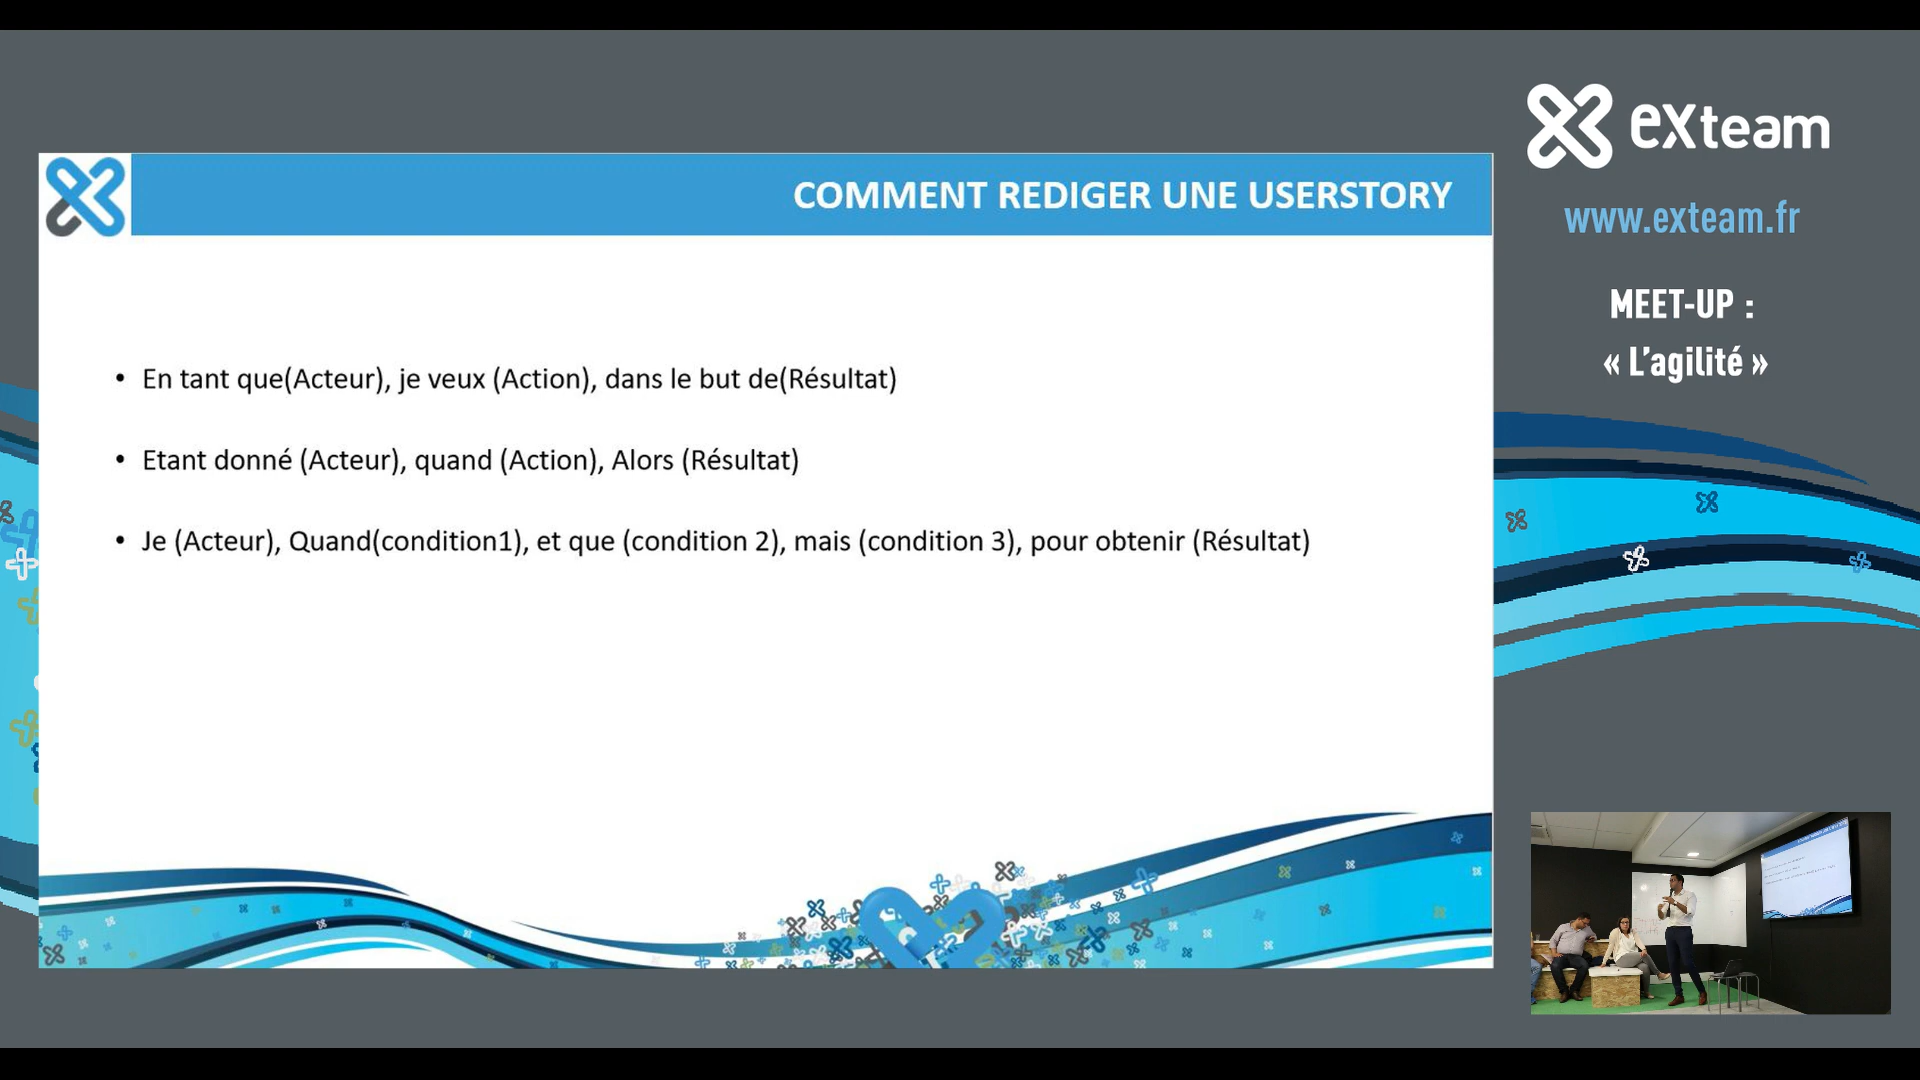 COMMENT REDIGER UNE USERSTORY
• En tant que(Acteur), je veux (Action), dans le but de(Résultat)
• Etant donné (Acteur), quand (Action), Alors (Résultat)
• Je (Acteur), Quand(condition1), et que (condition 2), mais (condition 3), pour obtenir (Résultat)
eXteam
www.exteam.fr
MEET-UP :
« L'agilité »